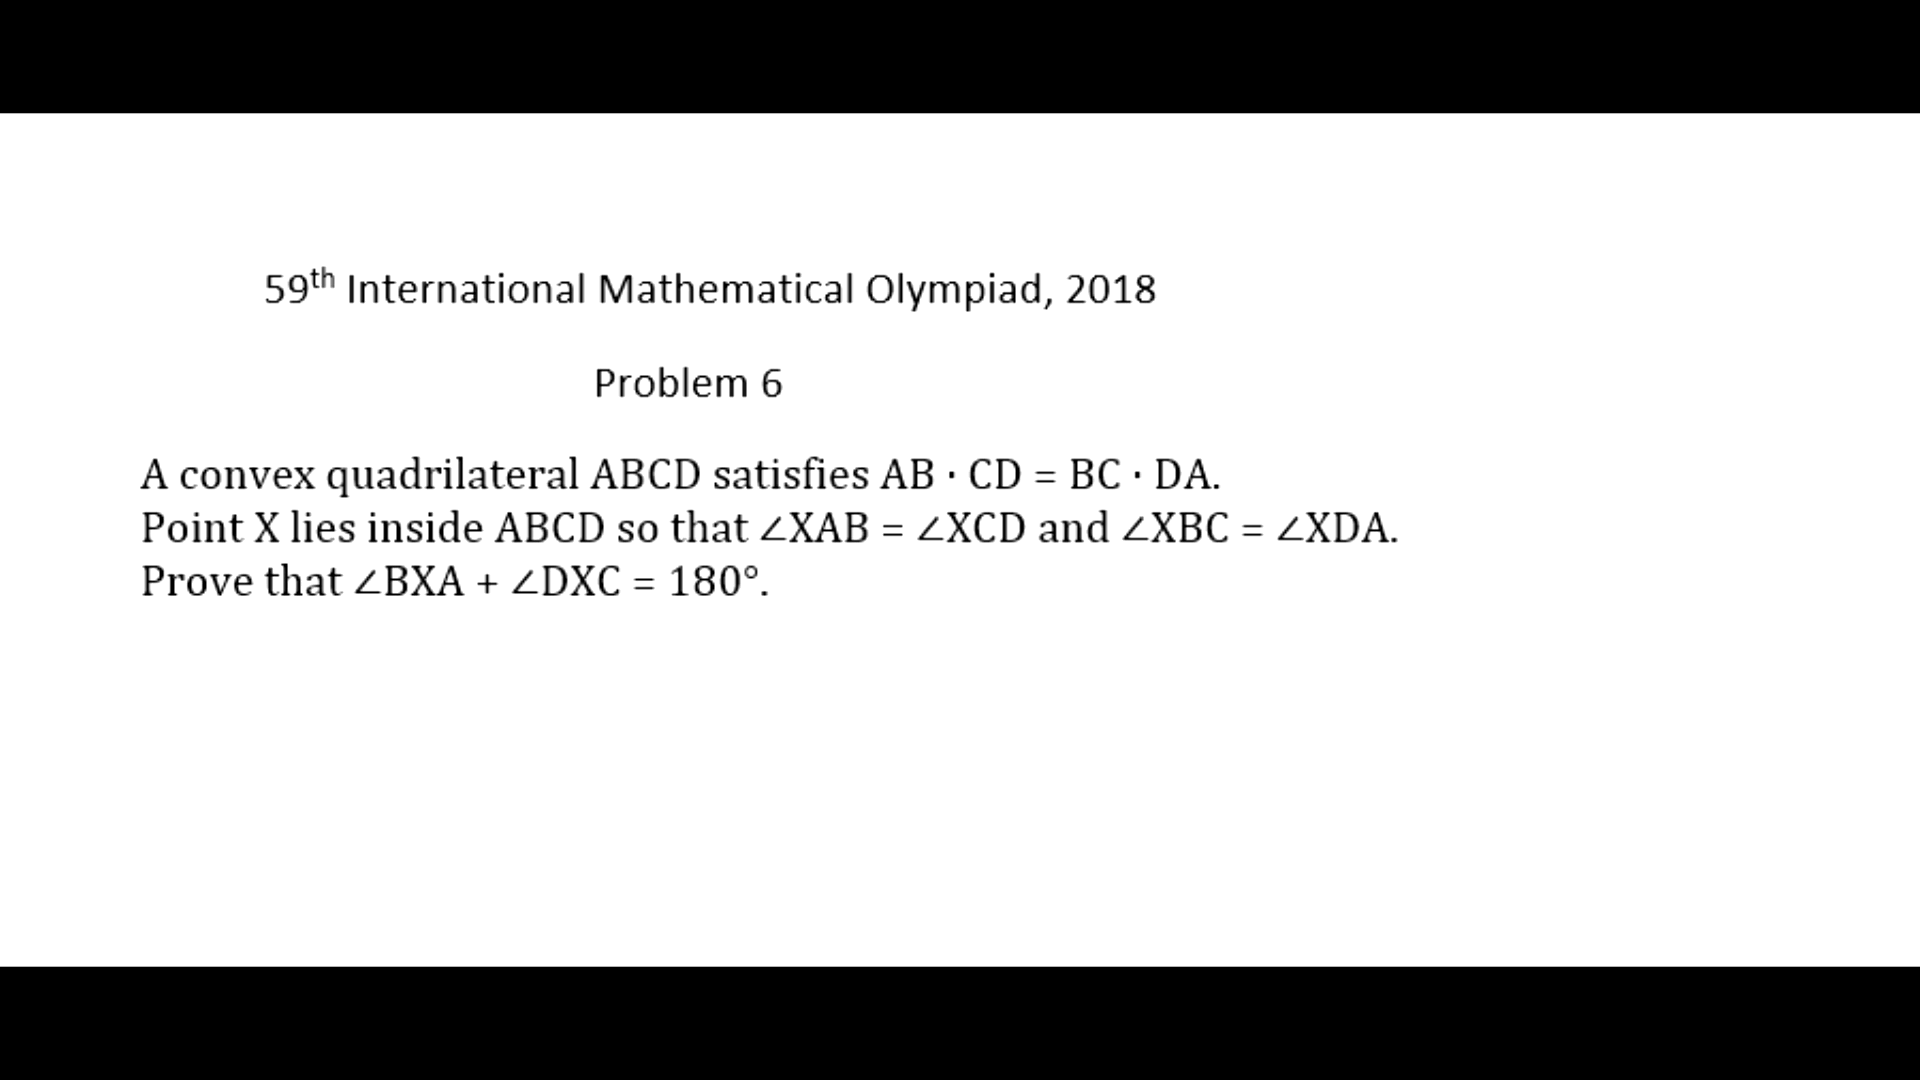 59th International Mathematical Olympiad, 2018
Problem 6
A convex quadrilateral ABCD satisfies AB · CD = BC · DA.
Point X lies inside ABCD so that ∠XAB = ∠XCD and ∠XBC = ∠XDA.
Prove that ∠BXA + ∠DXC = 180°.